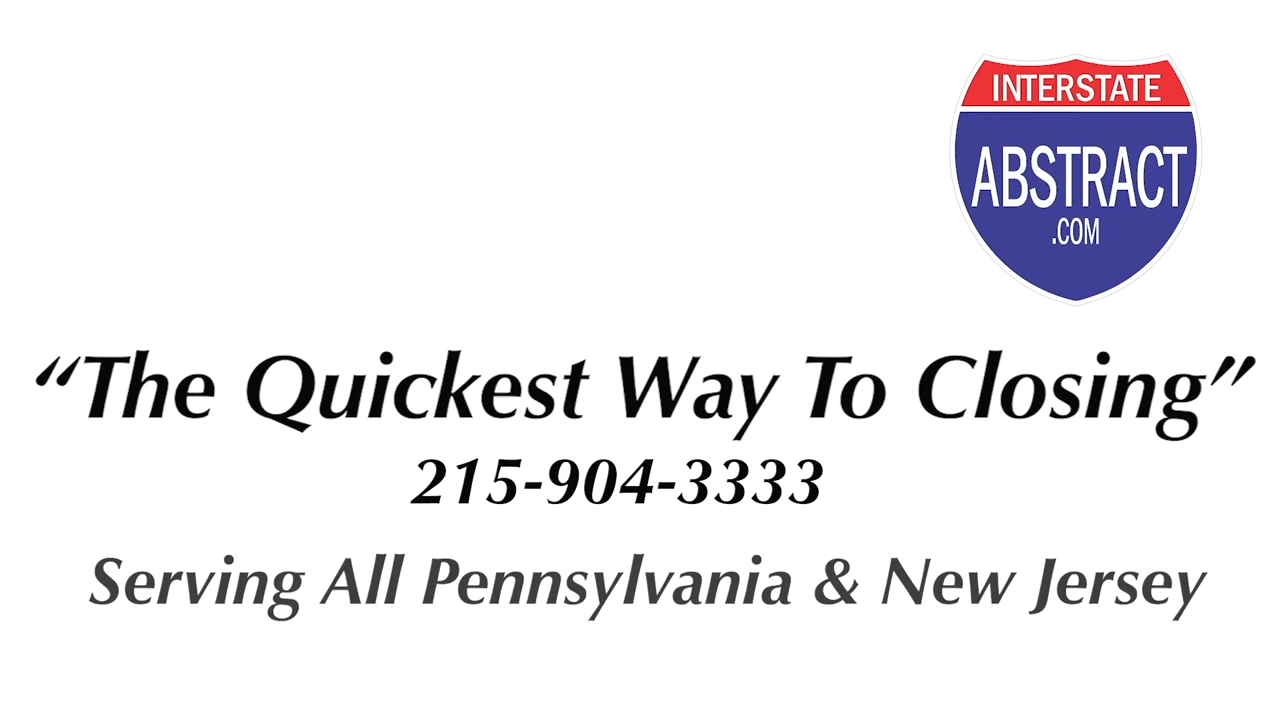 INTERSTATE
ABSTRACT
.COM
“The Quickest Way To Closing”
215-904-3333
Serving All Pennsylvania & New Jersey